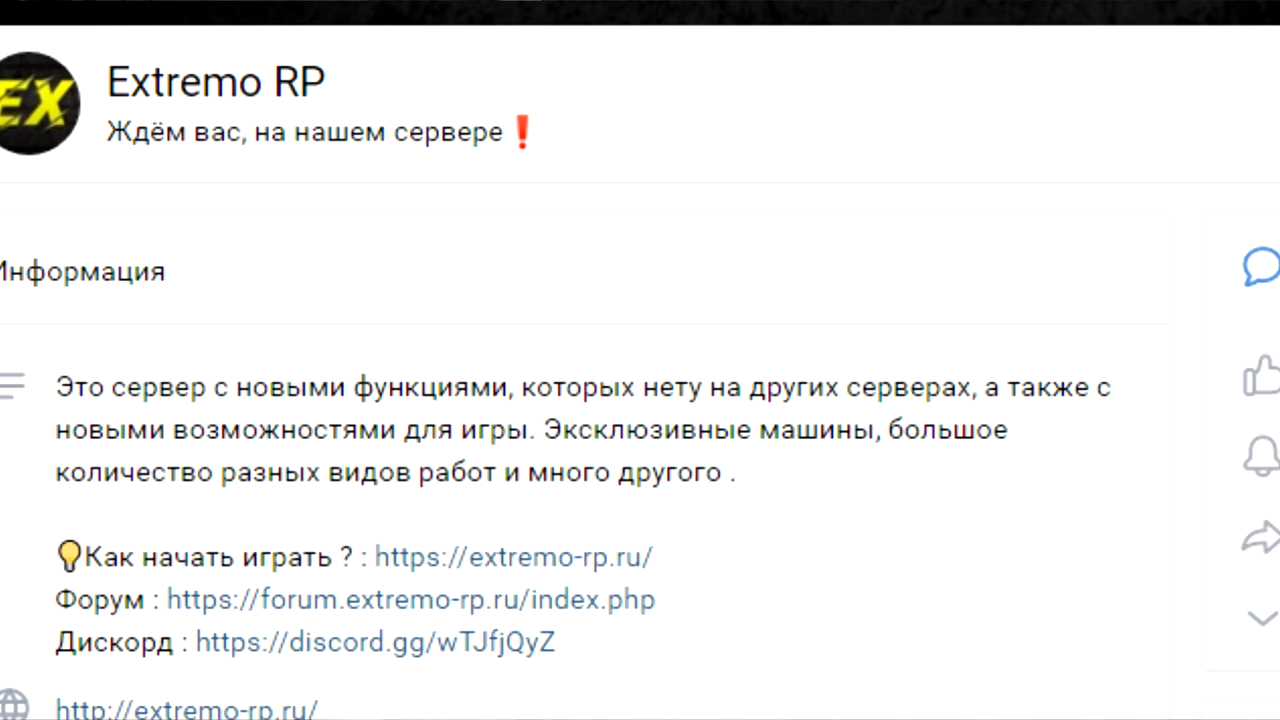 EX
Extremo RP
Ждём вас, на нашем сервере❗
Информация
Это сервер с новыми функциями, которых нету на других серверах, а также с
новыми возможностями для игры. Эксклюзивные машины, большое
количество разных видов работ и много другого .
💡Как начать играть ? : https://extremo-rp.ru/
Форум : https://forum.extremo-rp.ru/index.php
Дискорд : https://discord.gg/wTJfjQyZ
http://extremo-rp.ru/